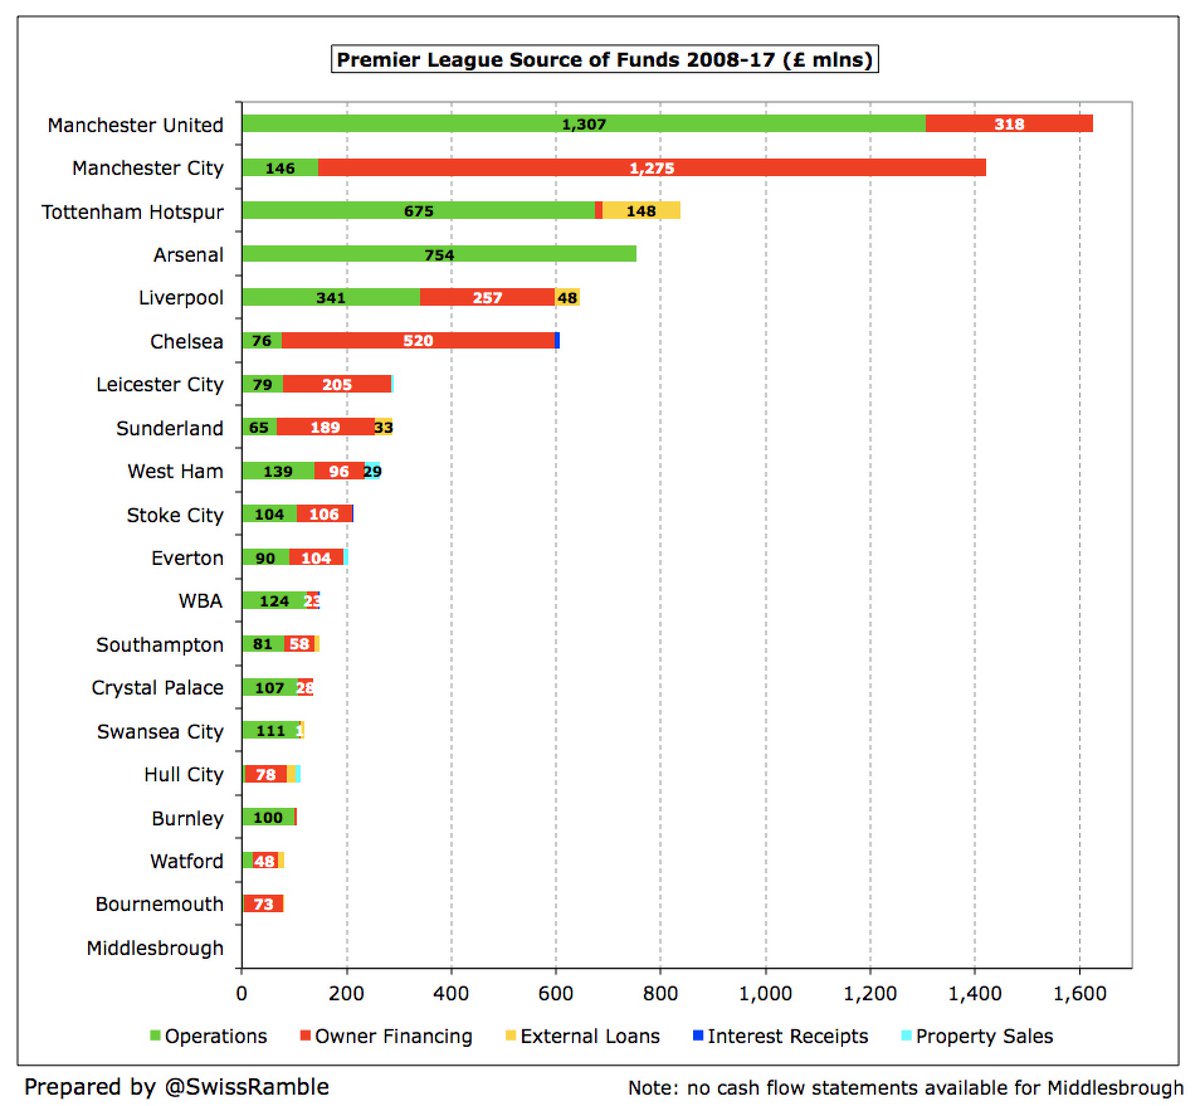 Premier League Source of Funds 2008-17 (£ mlns)
Manchester United 1,307 318
Manchester City 146 1,275
Tottenham Hotspur 675 148
Arsenal 754
Liverpool 341 257 48
Chelsea 76 520
Leicester City 79 205
Sunderland 65 189 33
West Ham 139 96 29
Stoke City 104 106
Everton 90 104
WBA 124 23
Southampton 81 58
Crystal Palace 107 28
Swansea City 111
Hull City 78
Burnley 100
Watford 48
Bournemouth 73
Middlesbrough
0 200 400 600 800 1,000 1,200 1,400 1,600
Operations Owner Financing External Loans Interest Receipts Property Sales
Prepared by @SwissRamble Note: no cash flow statements available for Middlesbrough